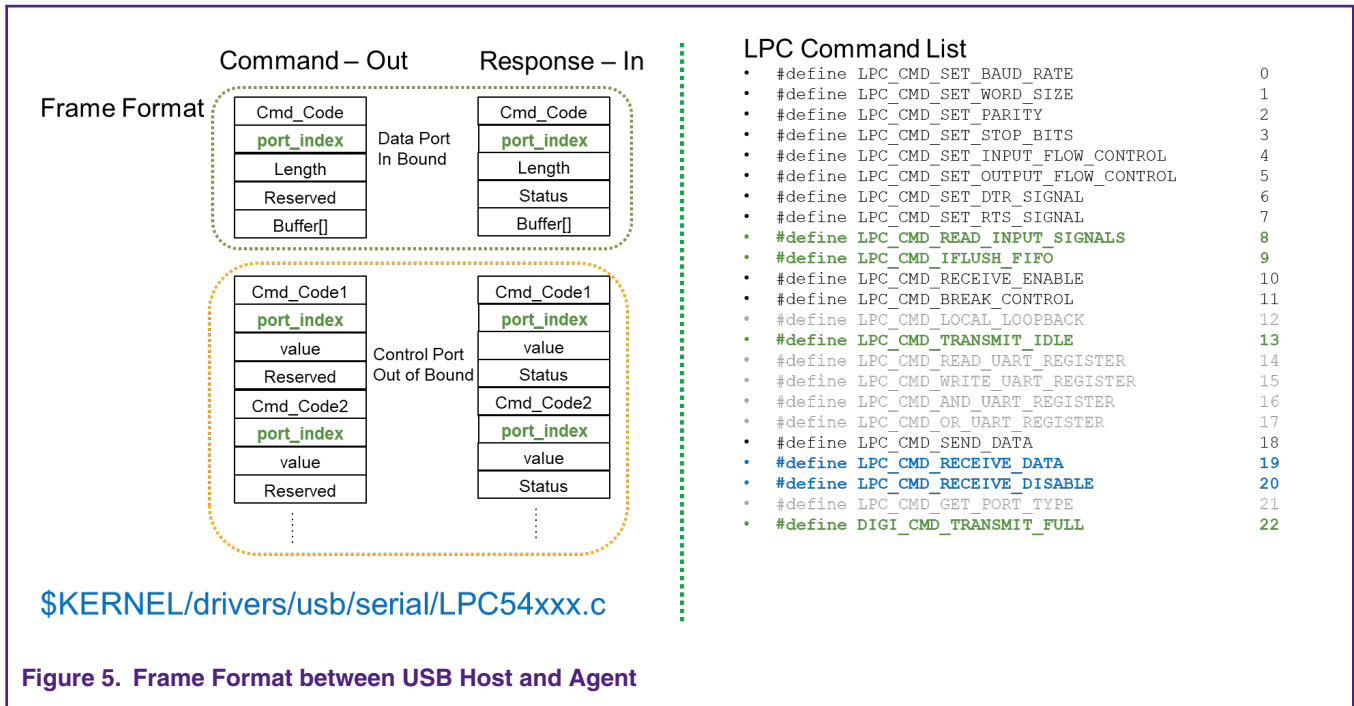 Command – Out
Response – In
Frame Format
Cmd_Code
port_index
Length
Reserved
Buffer[]
Data Port
In Bound
Cmd_Code
port_index
Length
Status
Buffer[]
Cmd_Code1
port_index
value
Reserved
Cmd_Code2
port_index
value
Reserved
Control Port
Out of Bound
Cmd_Code1
port_index
value
Status
Cmd_Code2
port_index
value
Status
$KERNEL/drivers/usb/serial/LPC54xxx.c
LPC Command List
• #define LPC_CMD_SET_BAUD_RATE 0
• #define LPC_CMD_SET_WORD_SIZE 1
• #define LPC_CMD_SET_PARITY 2
• #define LPC_CMD_SET_STOP_BITS 3
• #define LPC_CMD_SET_INPUT_FLOW_CONTROL 4
• #define LPC_CMD_SET_OUTPUT_FLOW_CONTROL 5
• #define LPC_CMD_SET_DTR_SIGNAL 6
• #define LPC_CMD_SET_RTS_SIGNAL 7
• #define LPC_CMD_READ_INPUT_SIGNALS 8
• #define LPC_CMD_IFLUSH_FIFO 9
• #define LPC_CMD_RECEIVE_ENABLE 10
• #define LPC_CMD_BREAK_CONTROL 11
• #define LPC_CMD_LOCAL_LOOPBACK 12
• #define LPC_CMD_TRANSMIT_IDLE 13
• #define LPC_CMD_READ_UART_REGISTER 14
• #define LPC_CMD_WRITE_UART_REGISTER 15
• #define LPC_CMD_AND_UART_REGISTER 16
• #define LPC_CMD_OR_UART_REGISTER 17
• #define LPC_CMD_SEND_DATA 18
• #define LPC_CMD_RECEIVE_DATA 19
• #define LPC_CMD_RECEIVE_DISABLE 20
• #define LPC_CMD_GET_PORT_TYPE 21
• #define DIGI_CMD_TRANSMIT_FULL 22
Figure 5. Frame Format between USB Host and Agent